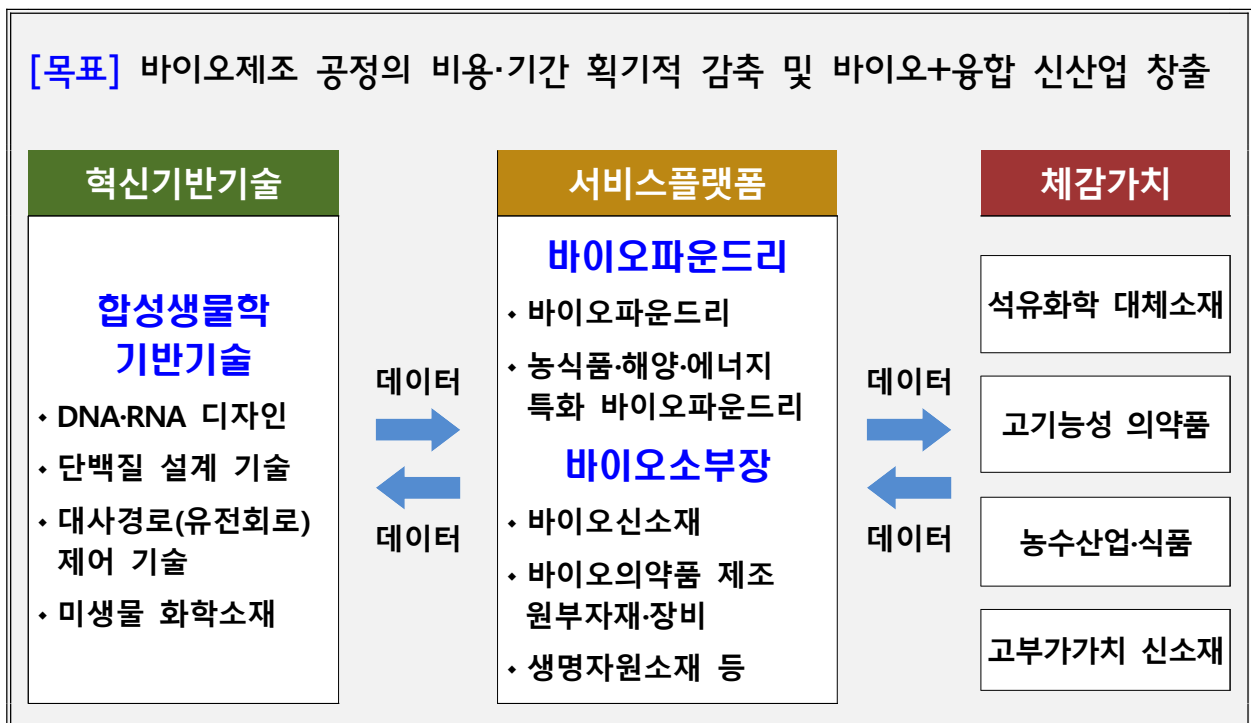 [목표] 바이오제조 공정의 비용·기간 획기적 감축 및 바이오+융합 신산업 창출
혁신기반기술
합성생물학
기반기술
DNA·RNA 디자인
단백질 설계 기술
대사경로(유전회로)
제어 기술
미생물 화학소재
데이터
데이터
서비스플랫폼
바이오파운드리
바이오파운드리
농식품·해양·에너지
특화 바이오파운드리
바이오소부장
바이오신소재
바이오의약품 제조
원부자재·장비
생명자원소재 등
데이터
데이터
체감가치
석유화학 대체소재
고기능성 의약품
농수산업·식품
고부가가치 신소재